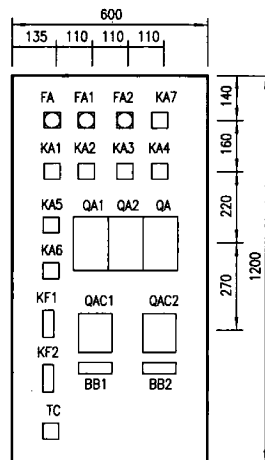 600
135 110 110 110
FA FA1 FA2 KA7
140
KA1 KA2 KA3 KA4
160
KA5 QA1 QA2 QA
220
KA6
1200
270
KF1 QAC1 QAC2
KF2
BB1 BB2
TC